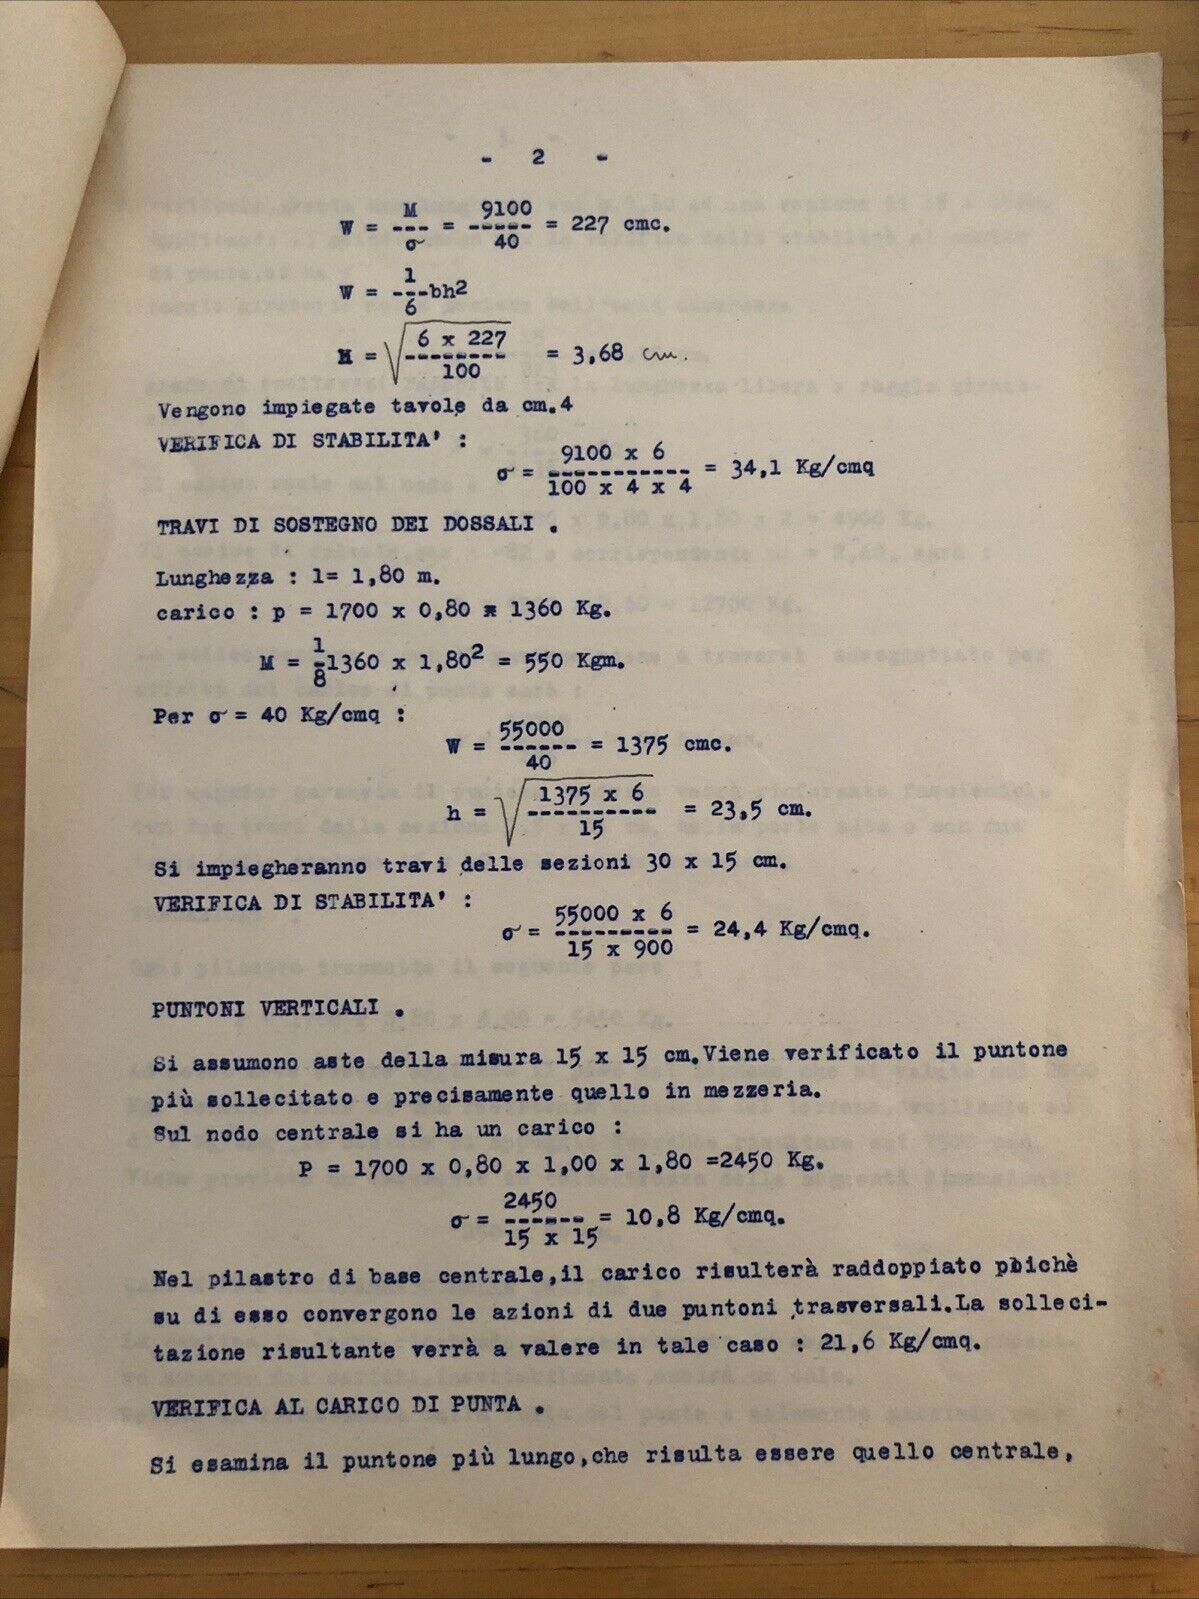 - 2 -
W = M/σ = 9100/40 = 227 cmc.
W = 1/6 bh2
H = √(6 x 227/100) = 3,68 cm.
Vengono impiegate tavole da cm.4
VERIFICA DI STABILITA' :
σ = 9100 x 6/100 x 4 x 4 = 34,1 Kg/cmq
TRAVI DI SOSTEGNO DEI DOSSALI .
Lunghezza : l= 1,80 m.
carico : p = 1700 x 0,80 = 1360 Kg.
M = 1/8 1360 x 1,80² = 550 Kgm.
Per σ = 40 Kg/cmq :
W = 55000/40 = 1375 cmc.
h = √(1375 x 6/15) = 23,5 cm.
Si impiegheranno travi delle sezioni 30 x 15 cm.
VERIFICA DI STABILITA' :
σ = 55000 x 6/15 x 900 = 24,4 Kg/cmq.
PUNTONI VERTICALI .
Si assumono aste della misura 15 x 15 cm.Viene verificato il puntone
più sollecitato e precisamente quello in mezzeria.
Sul nodo centrale si ha un carico :
P = 1700 x 0,80 x 1,00 x 1,80 =2450 Kg.
σ = 2450/15 x 15 = 10,8 Kg/cmq.
Nel pilastro di base centrale,il carico risulterà raddoppiato poichè
su di esso convergono le azioni di due puntoni trasversali.La solleci-
tazione risultante verrà a valere in tale caso : 21,6 Kg/cmq.
VERIFICA AL CARICO DI PUNTA .
Si esamina il puntone più lungo,che risulta essere quello centrale,